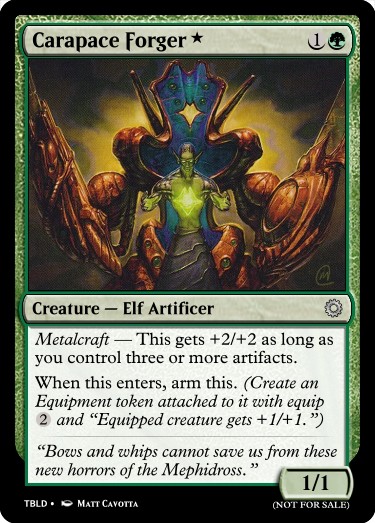 Carapace Forger ★ 1
Creature — Elf Artificer
Metalcraft — This gets +2/+2 as long as
you control three or more artifacts.
When this enters, arm this. (Create an
Equipment token attached to it with equip
2 and “Equipped creature gets +1/+1.”)
“Bows and whips cannot save us from these
new horrors of the Mephidross.”
1/1
TBLD • Matt Cavotta
(NOT FOR SALE)